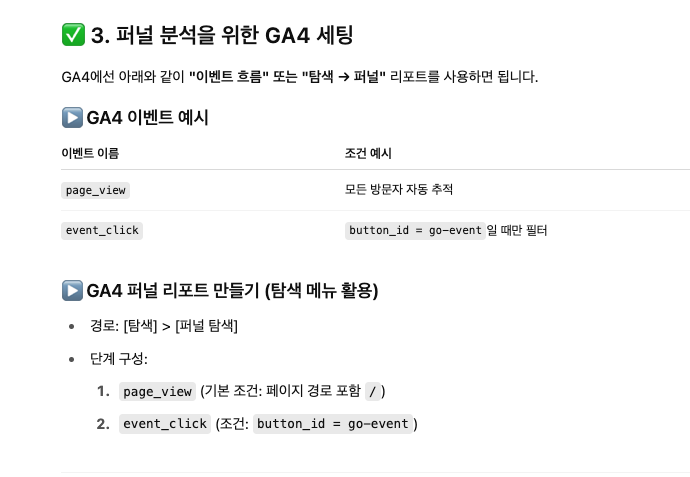 ✅ 3. 퍼널 분석을 위한 GA4 세팅
GA4에선 아래와 같이 "이벤트 흐름" 또는 "탐색 → 퍼널" 리포트를 사용하면 됩니다.
▶️ GA4 이벤트 예시
이벤트 이름 조건 예시
page_view 모든 방문자 자동 추적
event_click button_id = go-event 일 때만 필터
▶️ GA4 퍼널 리포트 만들기 (탐색 메뉴 활용)
• 경로: [탐색] > [퍼널 탐색]
• 단계 구성:
1. page_view (기본 조건: 페이지 경로 포함 / )
2. event_click (조건: button_id = go-event )